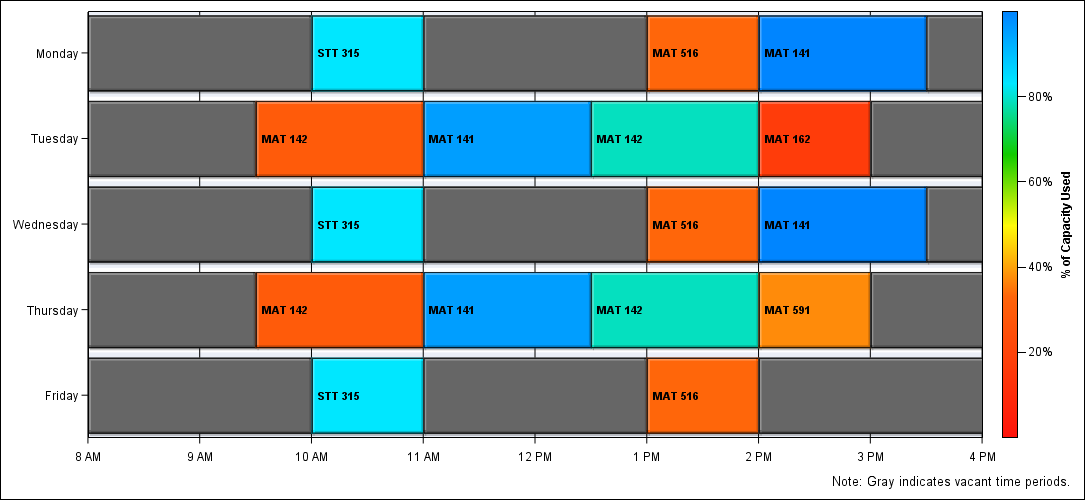 Monday
STT 315
MAT 516
MAT 141
Tuesday
MAT 142
MAT 141
MAT 142
MAT 162
Wednesday
STT 315
MAT 516
MAT 141
Thursday
MAT 142
MAT 141
MAT 142
MAT 591
Friday
STT 315
MAT 516
8 AM 9 AM 10 AM 11 AM 12 PM 1 PM 2 PM 3 PM 4 PM
80%
60%
40%
20%
% of Capacity Used
Note: Gray indicates vacant time periods.